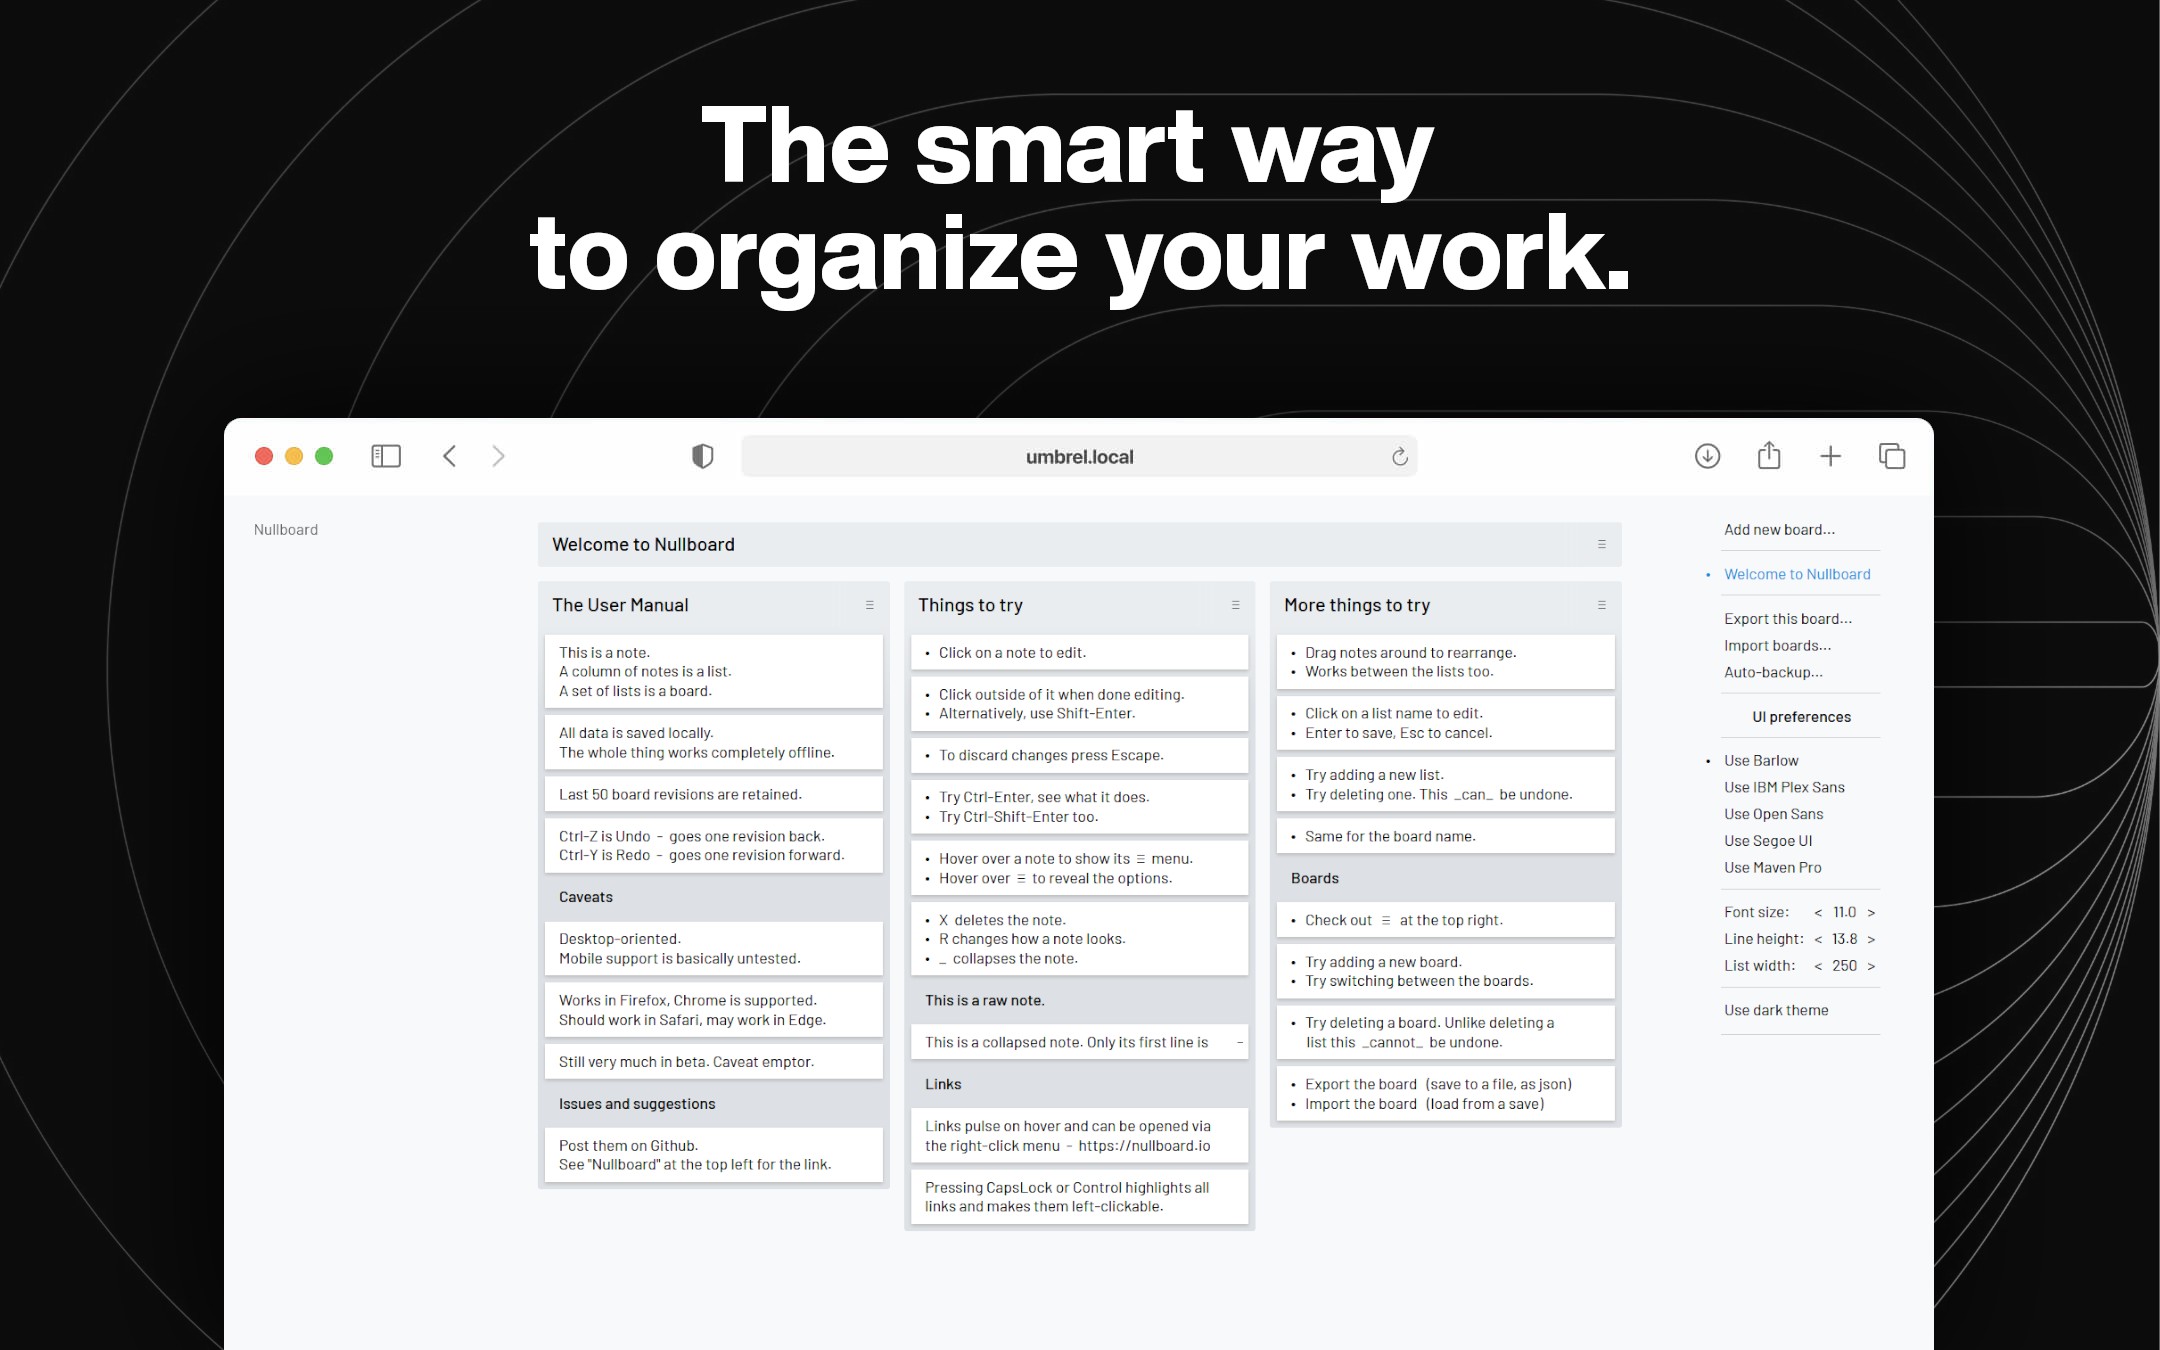 The smart way
to organize your work.
umbrel.local
Nullboard
Welcome to Nullboard
The User Manual
This is a note.
A column of notes is a list.
A set of lists is a board.
All data is saved locally.
The whole thing works completely offline.
Last 50 board revisions are retained.
Ctrl-Z is Undo - goes one revision back.
Ctrl-Y is Redo - goes one revision forward.
Caveats
Desktop-oriented.
Mobile support is basically untested.
Works in Firefox, Chrome is supported.
Should work in Safari, may work in Edge.
Still very much in beta. Caveat emptor.
Issues and suggestions
Post them on Github.
See "Nullboard" at the top left for the link.
Things to try
• Click on a note to edit.
• Click outside of it when done editing.
• Alternatively, use Shift-Enter.
• To discard changes press Escape.
• Try Ctrl-Enter, see what it does.
• Try Ctrl-Shift-Enter too.
• Hover over a note to show its ≡ menu.
• Hover over ≡ to reveal the options.
• X deletes the note.
• R changes how a note looks.
• _ collapses the note.
This is a raw note.
This is a collapsed note. Only its first line is
Links
Links pulse on hover and can be opened via
the right-click menu - https://nullboard.io
Pressing CapsLock or Control highlights all
links and makes them left-clickable.
More things to try
• Drag notes around to rearrange.
• Works between the lists too.
• Click on a list name to edit.
• Enter to save, Esc to cancel.
• Try adding a new list.
• Try deleting one. This _can_ be undone.
• Same for the board name.
Boards
• Check out ≡ at the top right.
• Try adding a new board.
• Try switching between the boards.
• Try deleting a board. Unlike deleting a
list this _cannot_ be undone.
• Export the board (save to a file, as json)
• Import the board (load from a save)
Add new board...
• Welcome to Nullboard
Export this board...
Import boards...
Auto-backup...
UI preferences
• Use Barlow
Use IBM Plex Sans
Use Open Sans
Use Segoe UI
Use Maven Pro
Font size: < 11.0 >
Line height: < 13.8 >
List width: < 250 >
Use dark theme